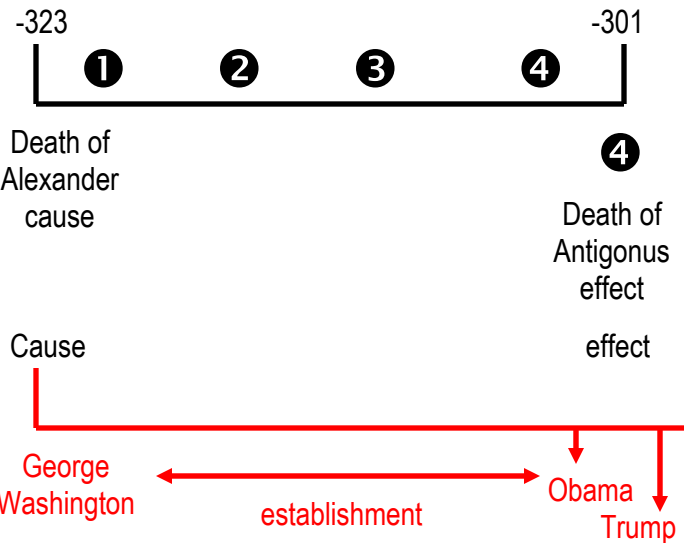 -323 -301
❶ ❷ ❸ ❹
Death of
Alexander
cause
❹
Death of
Antigonus
effect
Cause effect
George
Washington
establishment
Obama
Trump